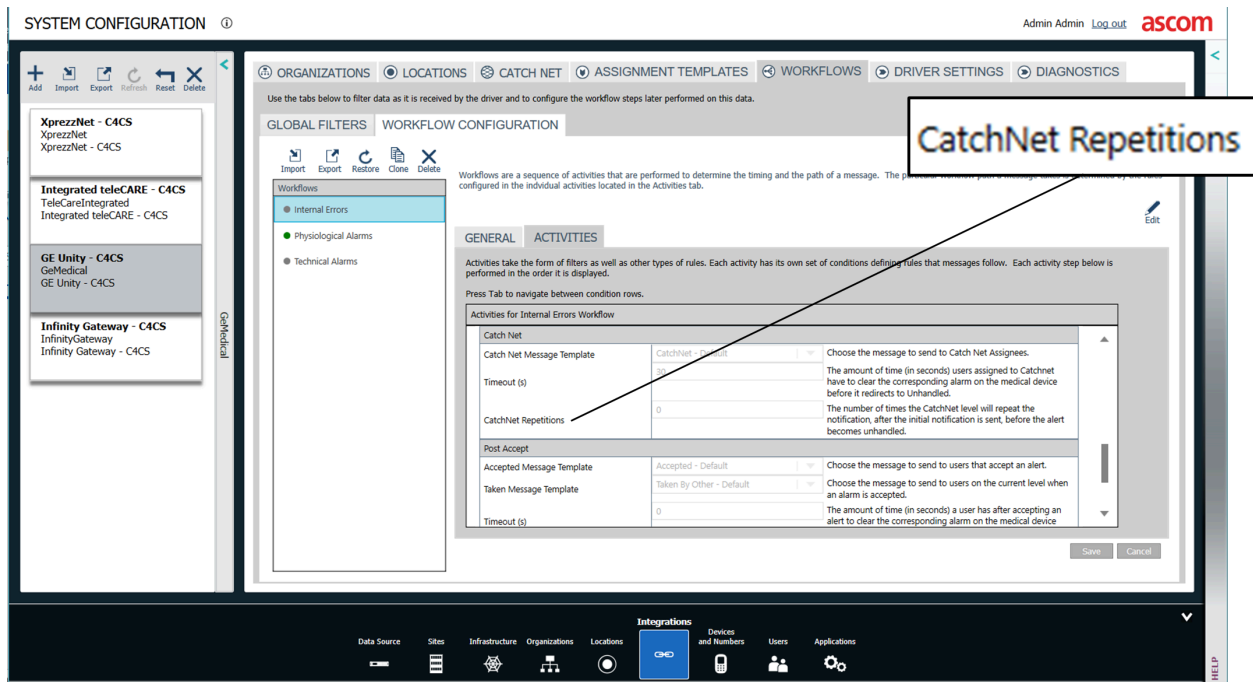 SYSTEM CONFIGURATION
Admin Admin Log out ascom
Add Import Export Refresh Reset Delete
XprezzNet - C4CS
XprezzNet
XprezzNet - C4CS
Integrated teleCARE - C4CS
TeleCareIntegrated
Integrated teleCARE - C4CS
GE Unity - C4CS
GeMedical
GE Unity - C4CS
Infinity Gateway - C4CS
InfinityGateway
Infinity Gateway - C4CS
GeMedical
ORGANIZATIONS LOCATIONS CATCH NET ASSIGNMENT TEMPLATES WORKFLOWS DRIVER SETTINGS DIAGNOSTICS
Use the tabs below to filter data as it is received by the driver and to configure the workflow steps later performed on this data.
GLOBAL FILTERS WORKFLOW CONFIGURATION
CatchNet Repetitions
Import Export Restore Clone Delete
Workflows
Internal Errors
Physiological Alarms
Technical Alarms
Workflows are a sequence of activities that are performed to determine the timing and the path of a message. The
configured in the individual activities located in the Activities tab.
Edit
GENERAL ACTIVITIES
Activities take the form of filters as well as other types of rules. Each activity has its own set of conditions defining rules that messages follow. Each activity step below is
performed in the order it is displayed.
Press Tab to navigate between condition rows.
Activities for Internal Errors Workflow
Catch Net
Catch Net Message Template CatchNet - Default Choose the message to send to Catch Net Assignees.
Timeout (s) 30 The amount of time (in seconds) users assigned to Catchnet
have to clear the corresponding alarm on the medical device
before it redirects to Unhandled.
CatchNet Repetitions 0 The number of times the CatchNet level will repeat the
notification, after the initial notification is sent, before the alert
becomes unhandled.
Post Accept
Accepted Message Template Accepted - Default Choose the message to send to users that accept an alert.
Taken Message Template Taken By Other - Default Choose the message to send to users on the current level when
an alarm is accepted.
Timeout (s) 0 The amount of time (in seconds) a user has after accepting an
alert to clear the corresponding alarm on the medical device
Save Cancel
Integrations
Data Source Sites Infrastructure Organizations Locations Devices and Numbers Users Applications
HELP